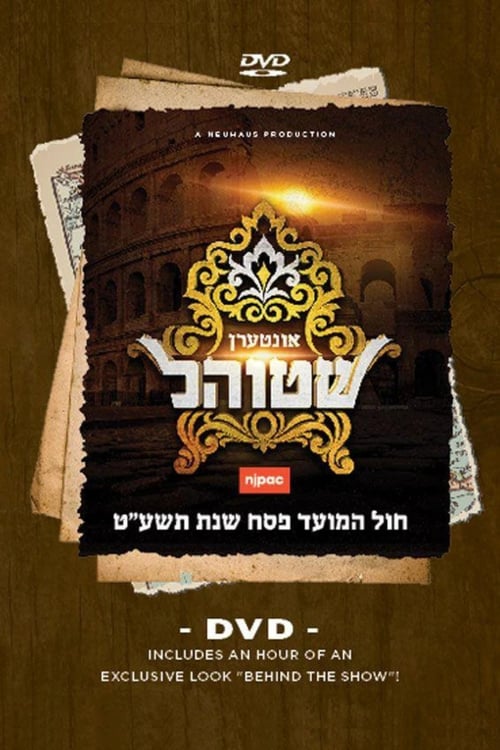 DVD
A NEUHAUS PRODUCTION
אונטערן
שטוהל
njpac
חול המועד פסח שנת תשע״ט
- DVD -
INCLUDES AN HOUR OF AN
EXCLUSIVE LOOK "BEHIND THE SHOW"!